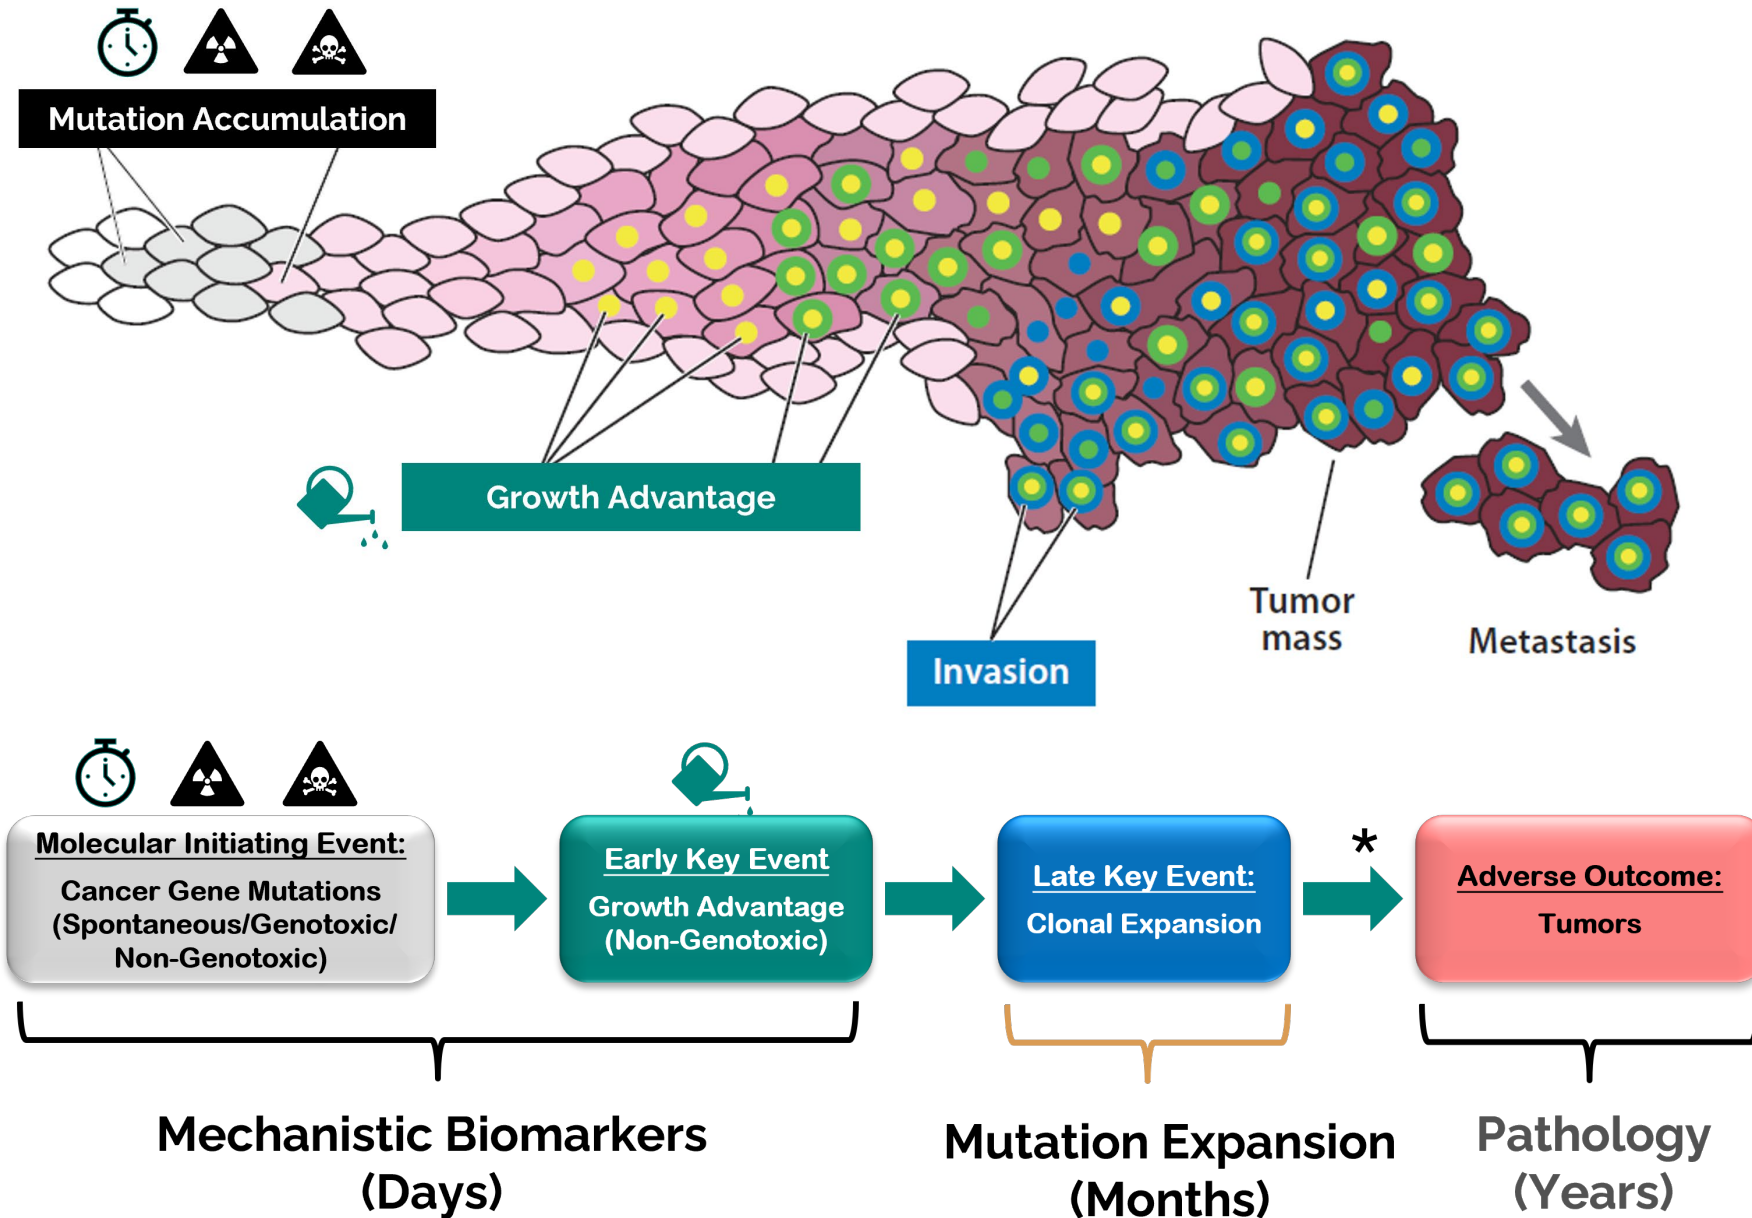 Mutation Accumulation
Growth Advantage
Invasion
Tumor
mass
Metastasis
Molecular Initiating Event:
Cancer Gene Mutations
(Spontaneous/Genotoxic/
Non-Genotoxic)
Early Key Event
Growth Advantage
(Non-Genotoxic)
Late Key Event:
Clonal Expansion
*
Adverse Outcome:
Tumors
Mechanistic Biomarkers
(Days)
Mutation Expansion
(Months)
Pathology
(Years)